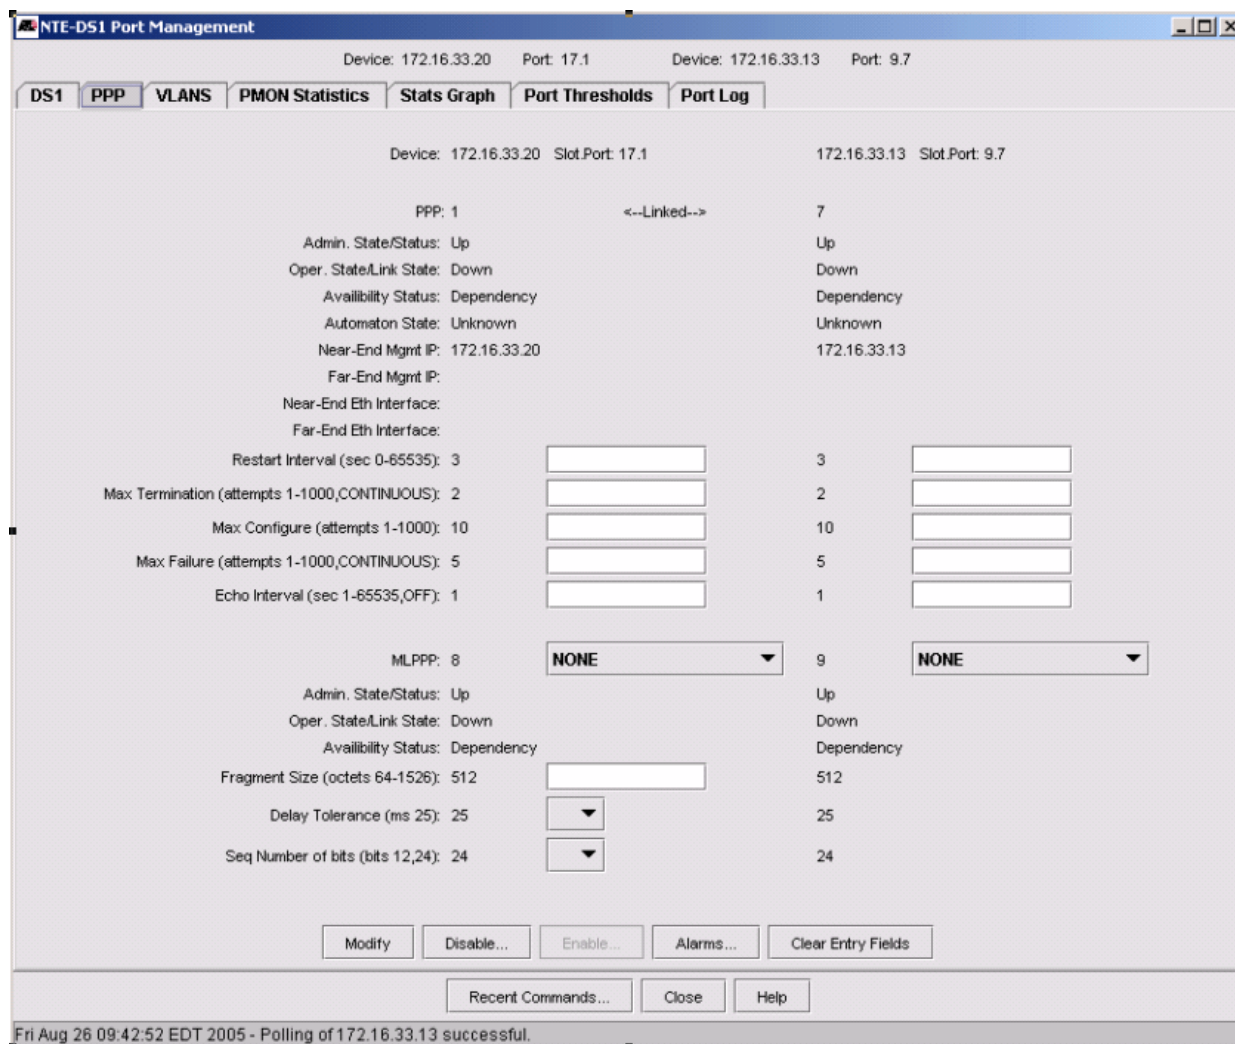 NTE-DS1 Port Management
Device: 172.16.33.20 Port: 17.1 Device: 172.16.33.13 Port: 9.7
DS1 PPP VLANS PMON Statistics Stats Graph Port Thresholds Port Log
Device: 172.16.33.20 Slot.Port: 17.1 172.16.33.13 Slot.Port: 9.7
PPP: 1 <--Linked--> 7
Admin. State/Status: Up Up
Oper. State/Link State: Down Down
Availibility Status: Dependency Dependency
Automaton State: Unknown Unknown
Near-End Mgmt IP: 172.16.33.20 172.16.33.13
Far-End Mgmt IP:
Near-End Eth Interface:
Far-End Eth Interface:
Restart Interval (sec 0-65535): 3 3
Max Termination (attempts 1-1000,CONTINUOUS): 2 2
Max Configure (attempts 1-1000): 10 10
Max Failure (attempts 1-1000,CONTINUOUS): 5 5
Echo Interval (sec 1-65535,OFF): 1 1
MLPPP: 8 NONE 9 NONE
Admin. State/Status: Up Up
Oper. State/Link State: Down Down
Availibility Status: Dependency Dependency
Fragment Size (octets 64-1526): 512 512
Delay Tolerance (ms 25): 25 25
Seq Number of bits (bits 12,24): 24 24
Modify Disable... Enable... Alarms... Clear Entry Fields
Recent Commands... Close Help
Fri Aug 26 09:42:52 EDT 2005 - Polling of 172.16.33.13 successful.